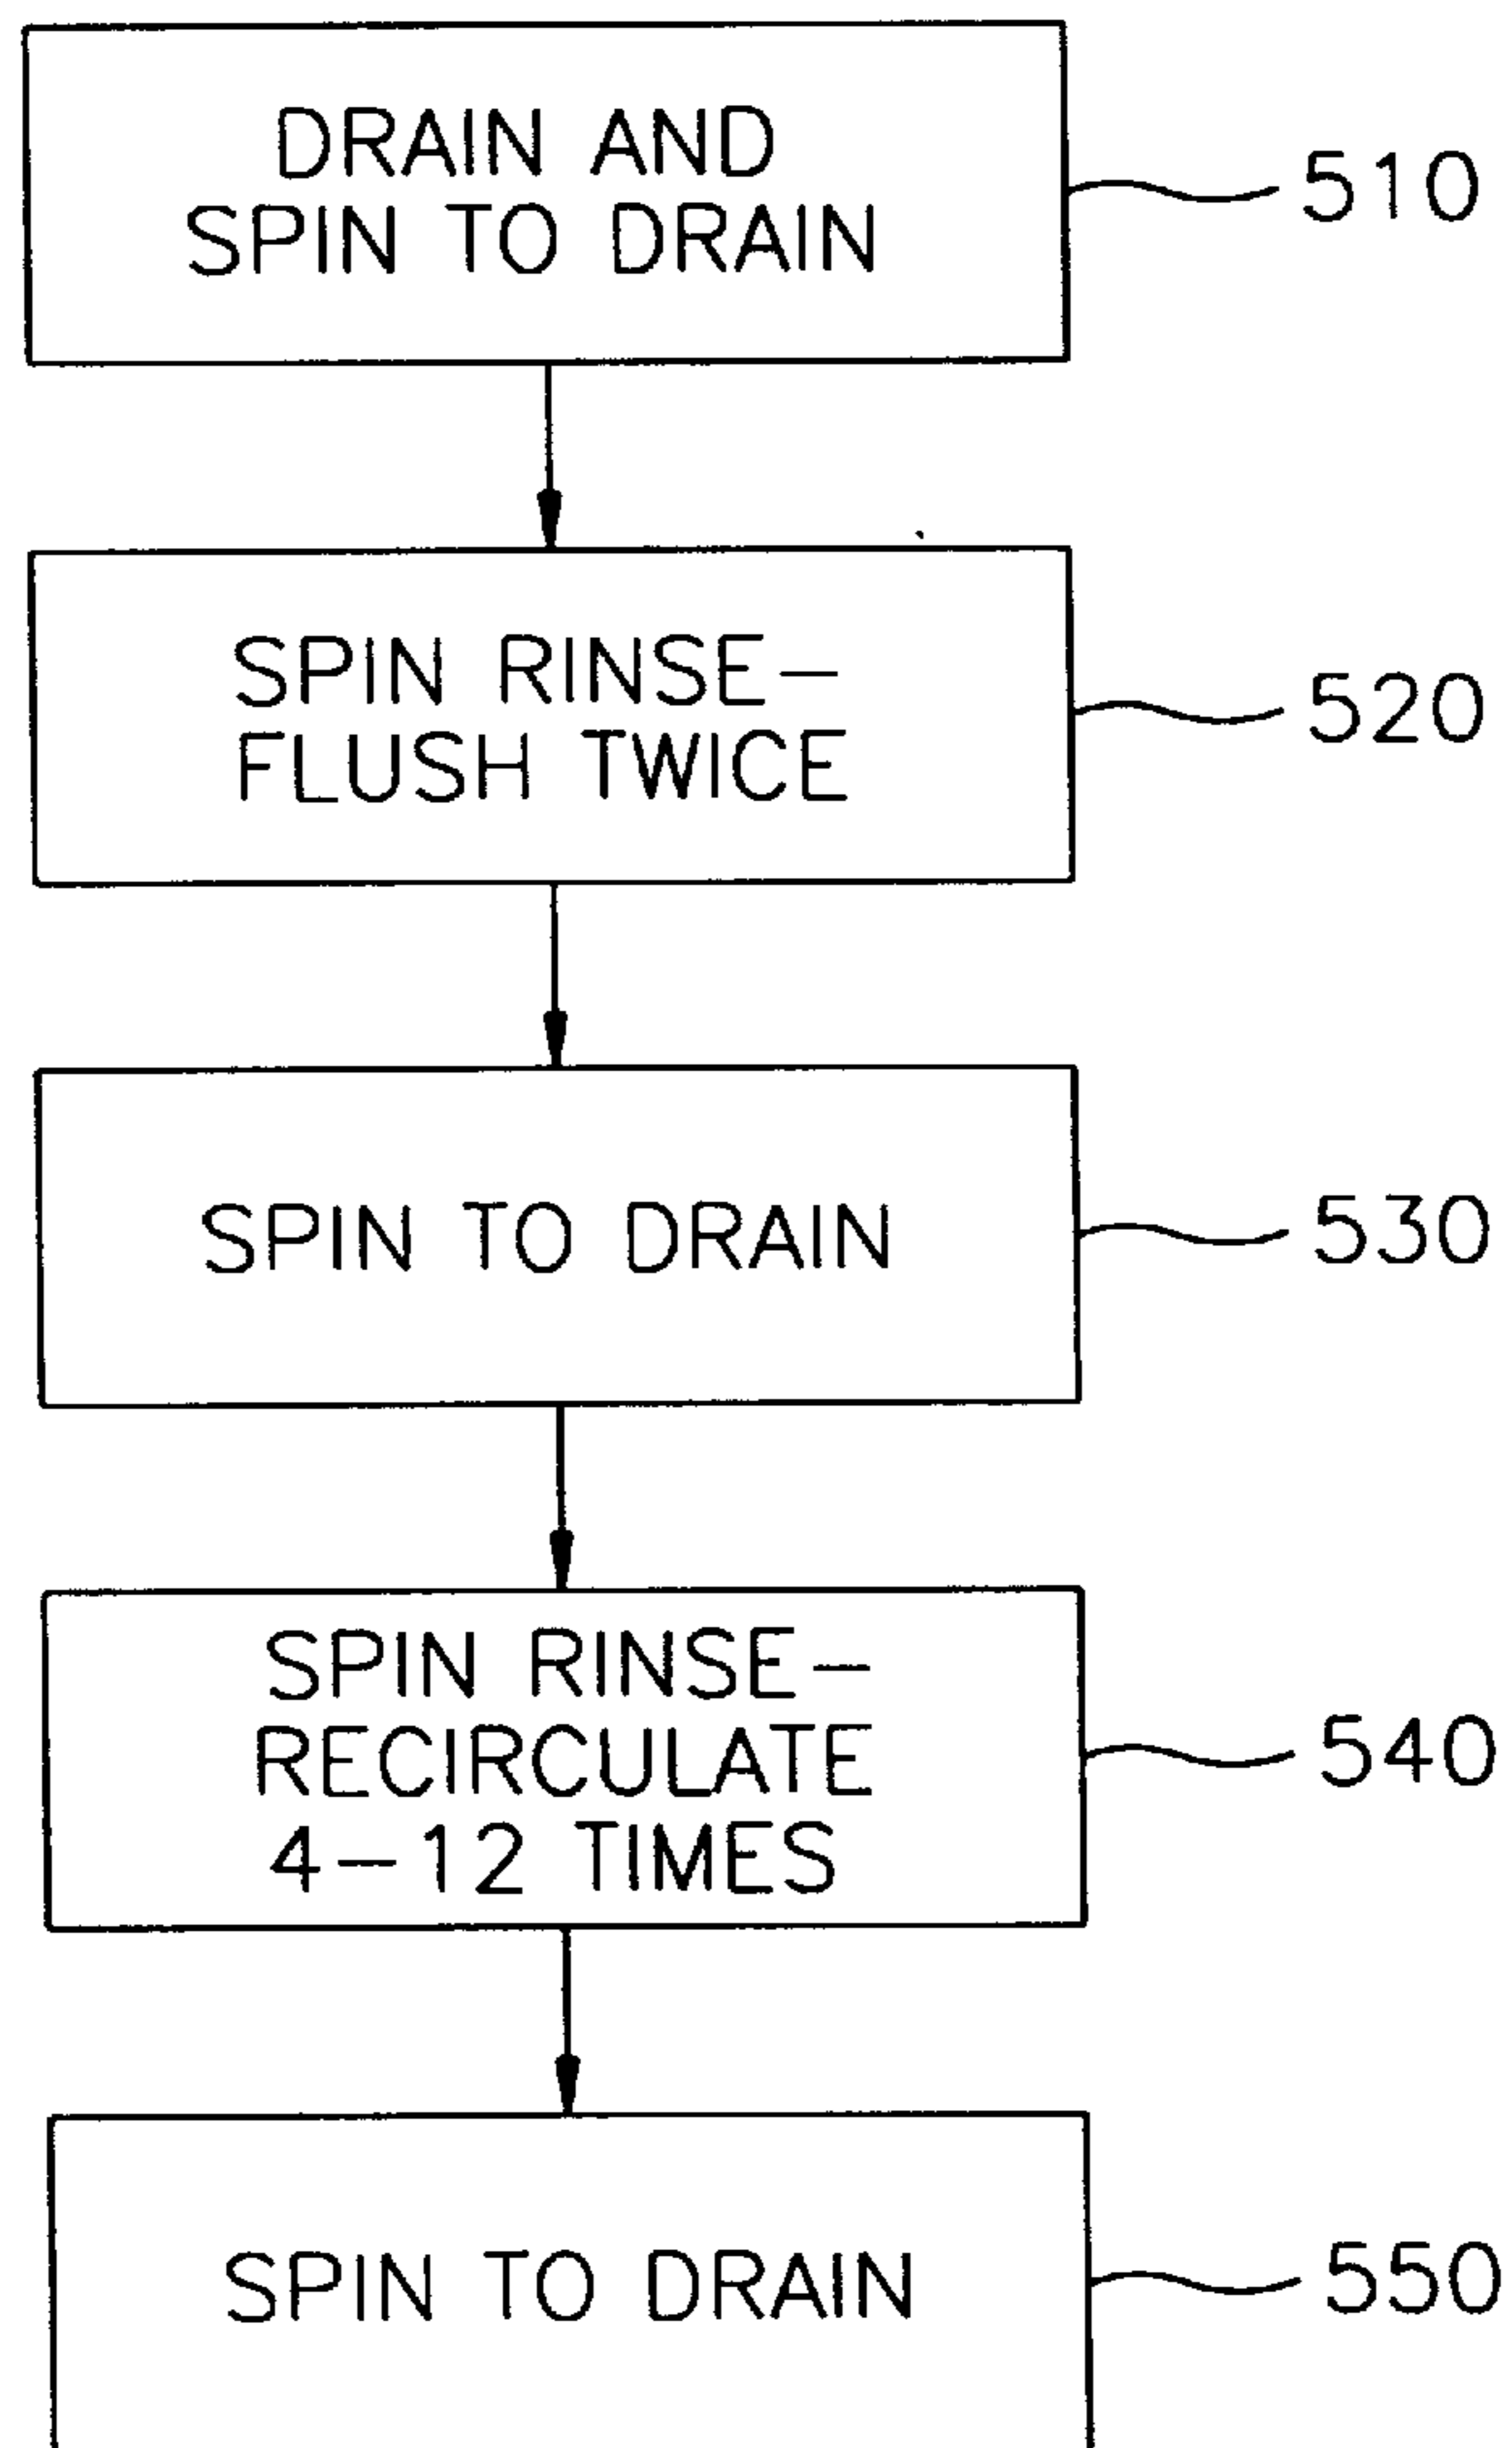 DRAIN AND
SPIN TO DRAIN
510
SPIN RINSE-
FLUSH TWICE
520
SPIN TO DRAIN
530
SPIN RINSE-
RECIRCULATE
4-12 TIMES
540
SPIN TO DRAIN
550